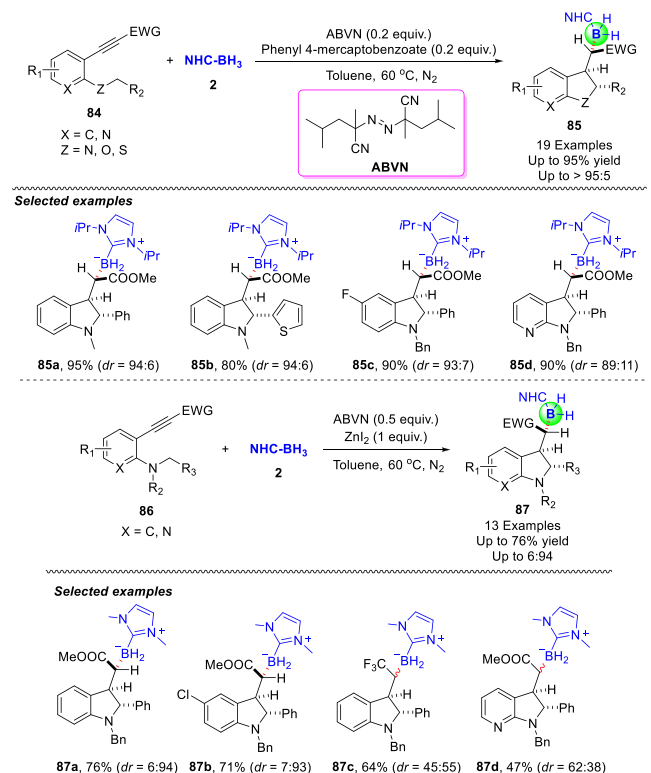 EWG
R1
X
Z
R2
84
X = C, N
Z = N, O, S
+
NHC-BH3
2
ABVN (0.2 equiv.)
Phenyl 4-mercaptobenzoate (0.2 equiv.)
Toluene, 60 °C, N2
CN
N
N
CN
ABVN
NHC
H
B
H
H
EWG
H
R1
R2
X
Z
85
19 Examples
Up to 95% yield
Up to > 95:5
Selected examples
iPr
N
N
+
iPr
−
BH2
H
COOMe
H
Ph
N
85a, 95% (dr = 94:6)
iPr
N
N
+
iPr
−
BH2
H
COOMe
H
S
N
85b, 80% (dr = 94:6)
iPr
N
N
+
iPr
−
BH2
H
COOMe
F
H
Ph
N
Bn
85c, 90% (dr = 93:7)
iPr
N
N
+
iPr
−
BH2
H
COOMe
H
Ph
N
N
Bn
85d, 90% (dr = 89:11)
EWG
R1
X
N
R3
R2
86
X = C, N
+
NHC-BH3
2
ABVN (0.5 equiv.)
ZnI2 (1 equiv.)
Toluene, 60 °C, N2
NHC
H
B
H
EWG
H
H
R1
R3
X
N
R2
87
13 Examples
Up to 76% yield
Up to 6:94
Selected examples
N
N
+
−
BH2
MeOOC
H
H
Ph
N
Bn
87a, 76% (dr = 6:94)
N
N
+
−
BH2
MeOOC
H
Cl
H
Ph
N
Bn
87b, 71% (dr = 7:93)
N
N
+
−
BH2
F3C
H
Ph
N
Bn
87c, 64% (dr = 45:55)
N
N
+
−
BH2
MeOOC
H
Ph
N
N
Bn
87d, 47% (dr = 62:38)